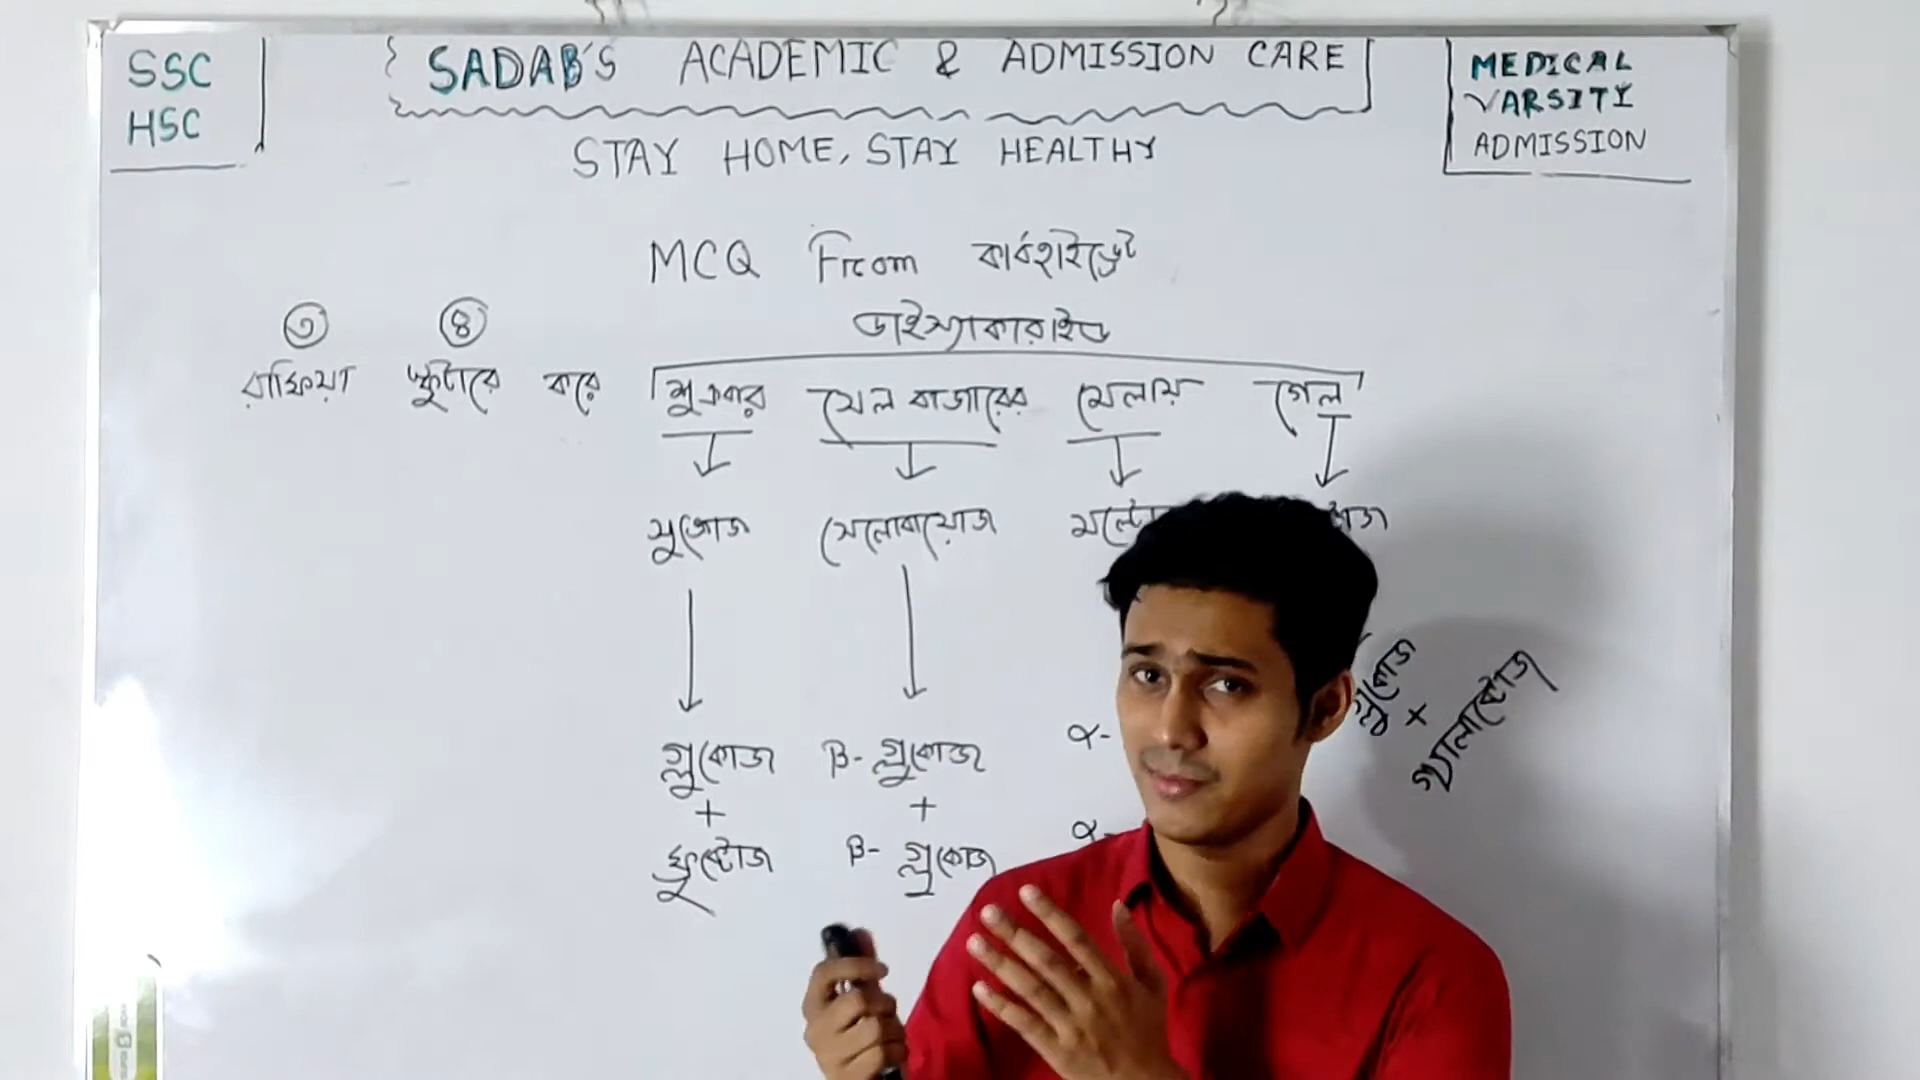 SSC
HSC
SADAB'S ACADEMIC & ADMISSION CARE
MEDICAL
VARSITY
ADMISSION
STAY HOME, STAY HEALTHY
MCQ From কার্বহাইড্রেট
৩ ৪ ডাইস্যাকারাইড
রাফিয়া স্কুটারে করে শুক্রবার সেল বাজারের মেলায় গেল
সুক্রোজ সেলোবায়োজ
গ্লুকোজ β- গ্লুকোজ α- গ্লুকোজ
+ + +
ফ্রুক্টোজ β- গ্লুকোজ α- গ্যালাক্টোজ